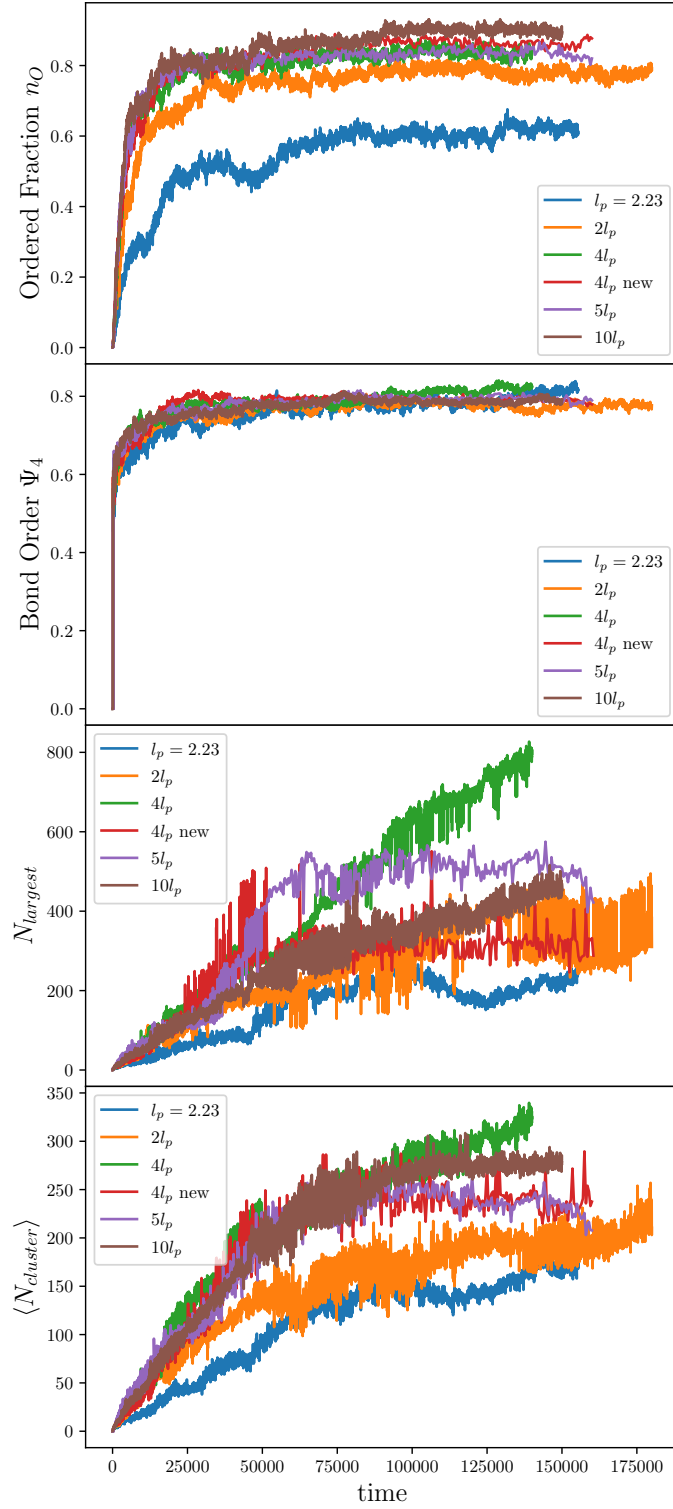 Ordered Fraction n_O
0.8
0.6
0.4
0.2
0.0
l_p = 2.23
2l_p
4l_p
4l_p new
5l_p
10l_p
Bond Order Ψ_4
0.8
0.6
0.4
0.2
0.0
l_p = 2.23
2l_p
4l_p
4l_p new
5l_p
10l_p
N_largest
800
600
400
200
0
l_p = 2.23
2l_p
4l_p
4l_p new
5l_p
10l_p
⟨N_cluster⟩
350
300
250
200
150
100
50
0
l_p = 2.23
2l_p
4l_p
4l_p new
5l_p
10l_p
0 25000 50000 75000 100000 125000 150000 175000
time